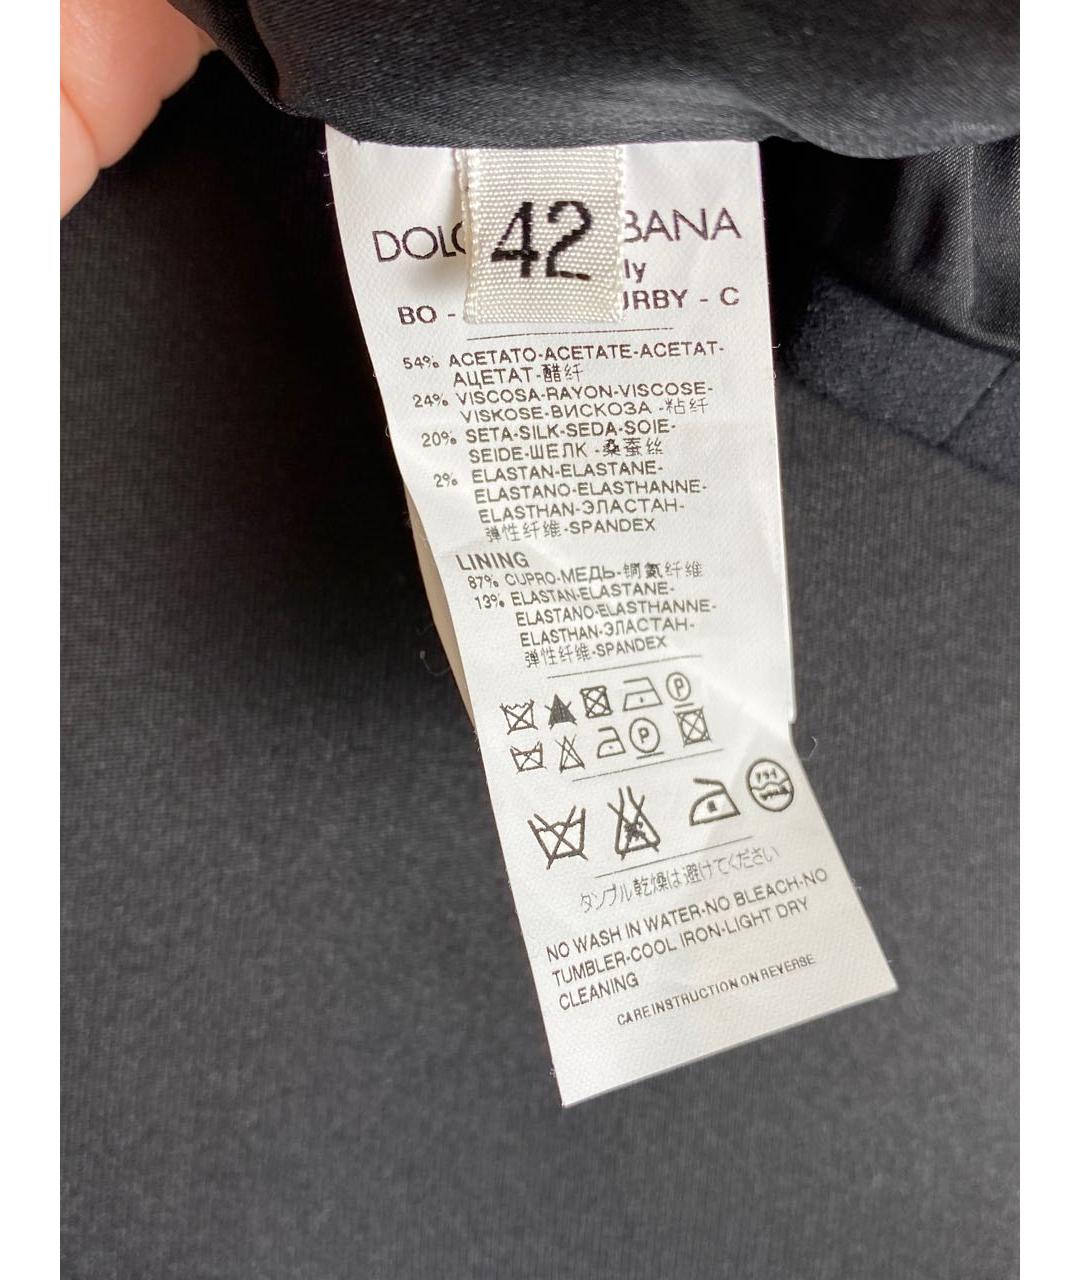 42
BO - C
54% ACETATO-ACETATE-ACETAT-
АЦЕТАТ-醋纤
24% VISCOSA-RAYON-VISCOSE-
VISKOSE-ВИСКОЗА -粘纤
20% SETA-SILK-SEDA-SOIE-
SEIDE-ШЕЛК -桑蚕丝
2% ELASTAN-ELASTANE-
ELASTANO-ELASTHANNE-
ELASTHAN-ЭЛАСТАН-
弹性纤维-SPANDEX
LINING
87% CUPRO-МЕДЬ-铜氨纤维
13% ELASTAN-ELASTANE-
ELASTANO-ELASTHANNE-
ELASTHAN-ЭЛАСТАН-
弹性纤维-SPANDEX
P
P
タンブル乾燥は避けてください
NO WASH IN WATER-NO BLEACH-NO
TUMBLER-COOL IRON-LIGHT DRY
CLEANING
CARE INSTRUCTION ON REVERSE